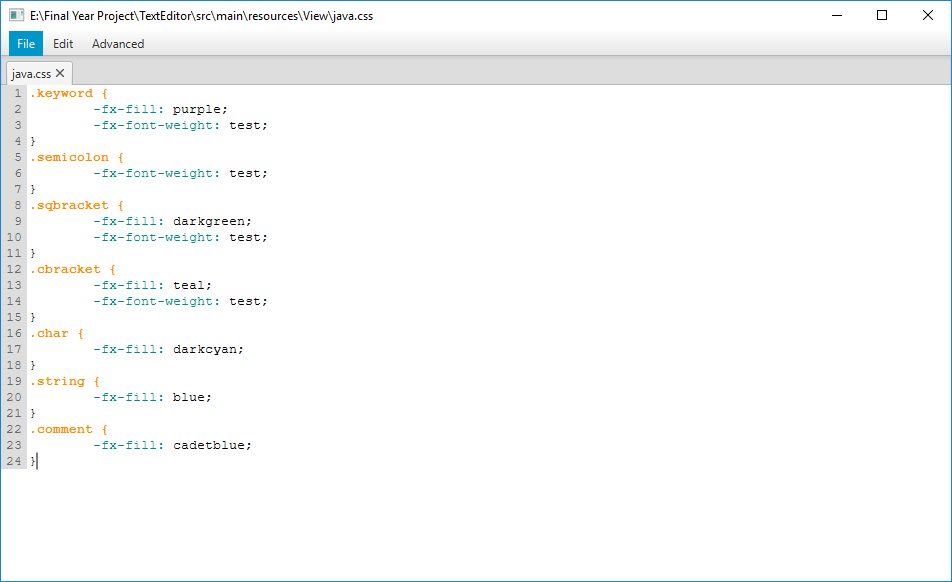 E:\Final Year Project\TextEditor\src\main\resources\View\java.css
File Edit Advanced
java.css
1 .keyword {
2 -fx-fill: purple;
3 -fx-font-weight: test;
4 }
5 .semicolon {
6 -fx-font-weight: test;
7 }
8 .sqbracket {
9 -fx-fill: darkgreen;
10 -fx-font-weight: test;
11 }
12 .cbracket {
13 -fx-fill: teal;
14 -fx-font-weight: test;
15 }
16 .char {
17 -fx-fill: darkcyan;
18 }
19 .string {
20 -fx-fill: blue;
21 }
22 .comment {
23 -fx-fill: cadetblue;
24 }